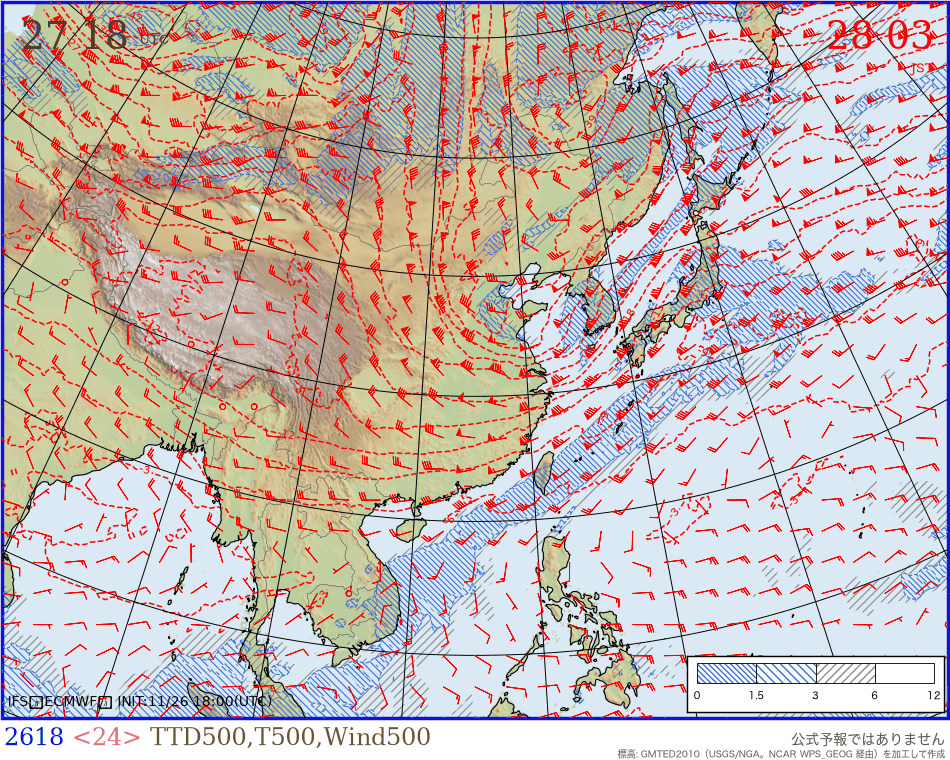 27 18 UTC
28 03
JST
IFS ECMWF INIT:11/26 18:00(UTC)
0 1.5 3 6 12
2618 <24> TTD500,T500,Wind500
公式予報ではありません
標高: GMTED2010（USGS/NGA。NCAR WPS_GEOG 経由）を加工して作成